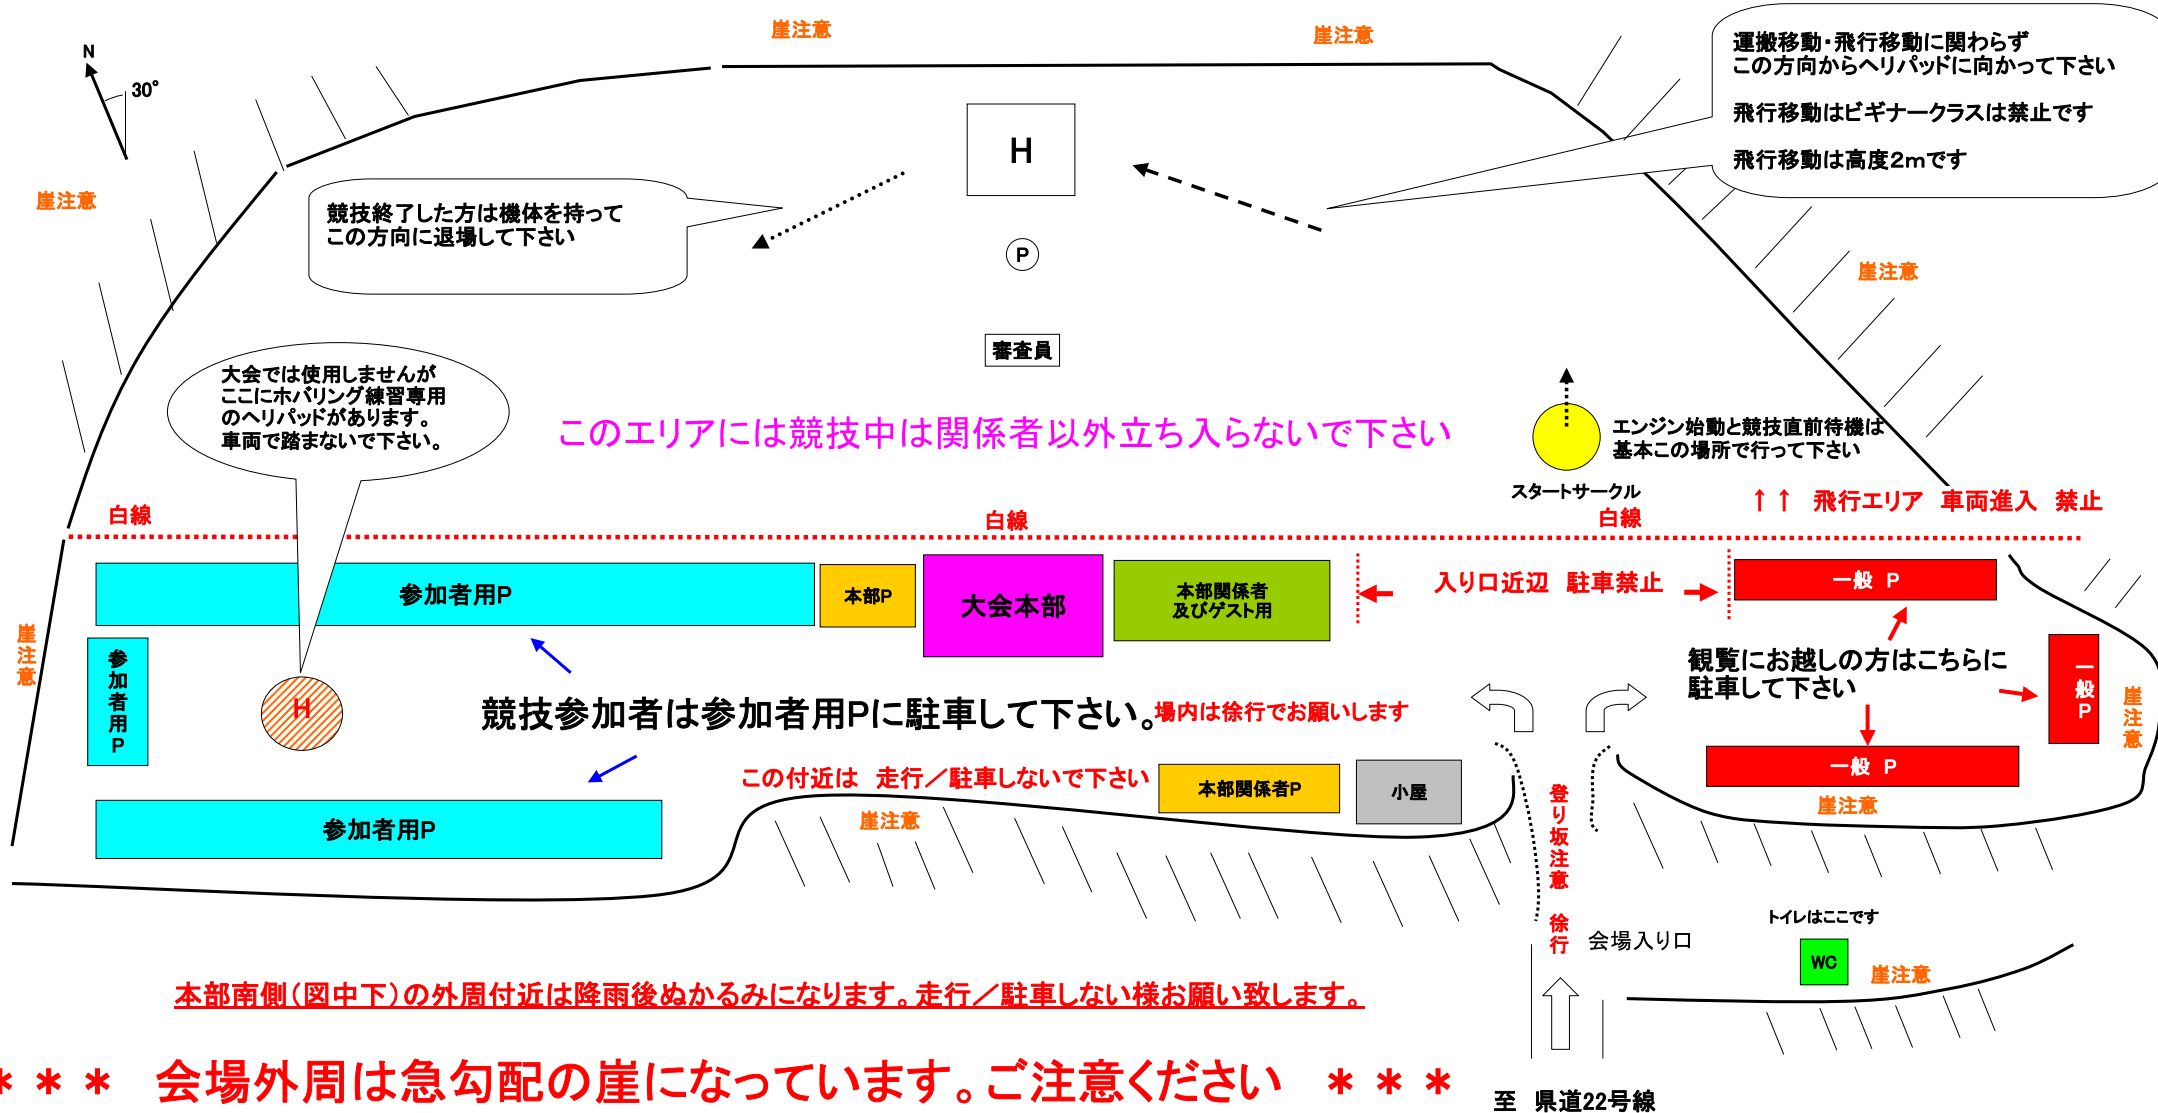 崖注意
崖注意
N
30°
運搬移動・飛行移動に関わらず
この方向からヘリパッドに向かって下さい
飛行移動はビギナークラスは禁止です
飛行移動は高度2mです
H
崖注意
競技終了した方は機体を持って
この方向に退場して下さい
P
崖注意
審査員
大会では使用しませんが
ここにホバリング練習専用
のヘリパッドがあります。
車両で踏まないで下さい。
このエリアには競技中は関係者以外立ち入らないで下さい
エンジン始動と競技直前待機は
基本この場所で行って下さい
スタートサークル
↑ ↑ 飛行エリア 車両進入 禁止
白線
白線
白線
参加者用P
本部P
大会本部
本部関係者
及びゲスト用
入り口近辺 駐車禁止
一般 P
崖注意
参加者用P
H
競技参加者は参加者用Pに駐車して下さい。
場内は徐行でお願いします
観覧にお越しの方はこちらに
駐車して下さい
一般P
崖注意
この付近は 走行／駐車しないで下さい
本部関係者P
小屋
一般 P
参加者用P
崖注意
登り坂注意 徐行
崖注意
トイレはここです
会場入り口
WC
崖注意
本部南側（図中下）の外周付近は降雨後ぬかるみになります。走行／駐車しない様お願い致します。
＊＊＊ 会場外周は急勾配の崖になっています。ご注意ください ＊＊＊
至 県道22号線